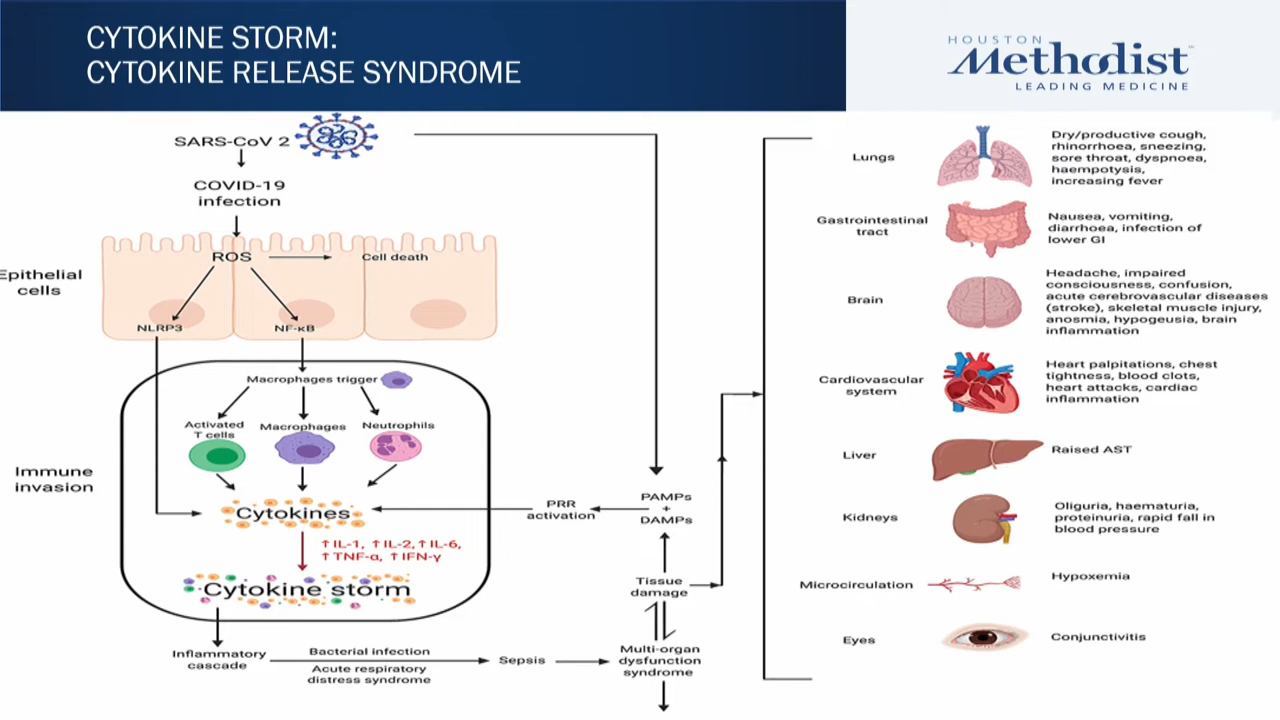 CYTOKINE STORM:
CYTOKINE RELEASE SYNDROME
HOUSTON
Methodist
LEADING MEDICINE
SARS-CoV 2
COVID-19
infection
Epithelial
cells
ROS
Cell death
NLRP3
NF-κB
Immune
invasion
Macrophages trigger
Activated
T cells
Macrophages
Neutrophils
Cytokines
↑IL-1, ↑IL-2,↑IL-6,
↑TNF-α, ↑IFN-γ
Cytokine storm
Inflammatory
cascade
Bacterial infection
Acute respiratory
distress syndrome
Sepsis
Multi-organ
dysfunction
syndrome
Tissue
damage
PAMPs
+
DAMPs
PRR
activation
Lungs
Dry/productive cough,
rhinorrhoea, sneezing,
sore throat, dyspnoea,
haempotysis,
increasing fever
Gastrointestinal
tract
Nausea, vomiting,
diarrhoea, infection of
lower GI
Brain
Headache, impaired
consciousness, confusion,
acute cerebrovascular diseases
(stroke), skeletal muscle injury,
anosmia, hypogeusia, brain
inflammation
Cardiovascular
system
Heart palpitations, chest
tightness, blood clots,
heart attacks, cardiac
inflammation
Liver
Raised AST
Kidneys
Oliguria, haematuria,
proteinuria, rapid fall in
blood pressure
Microcirculation
Hypoxemia
Eyes
Conjunctivitis